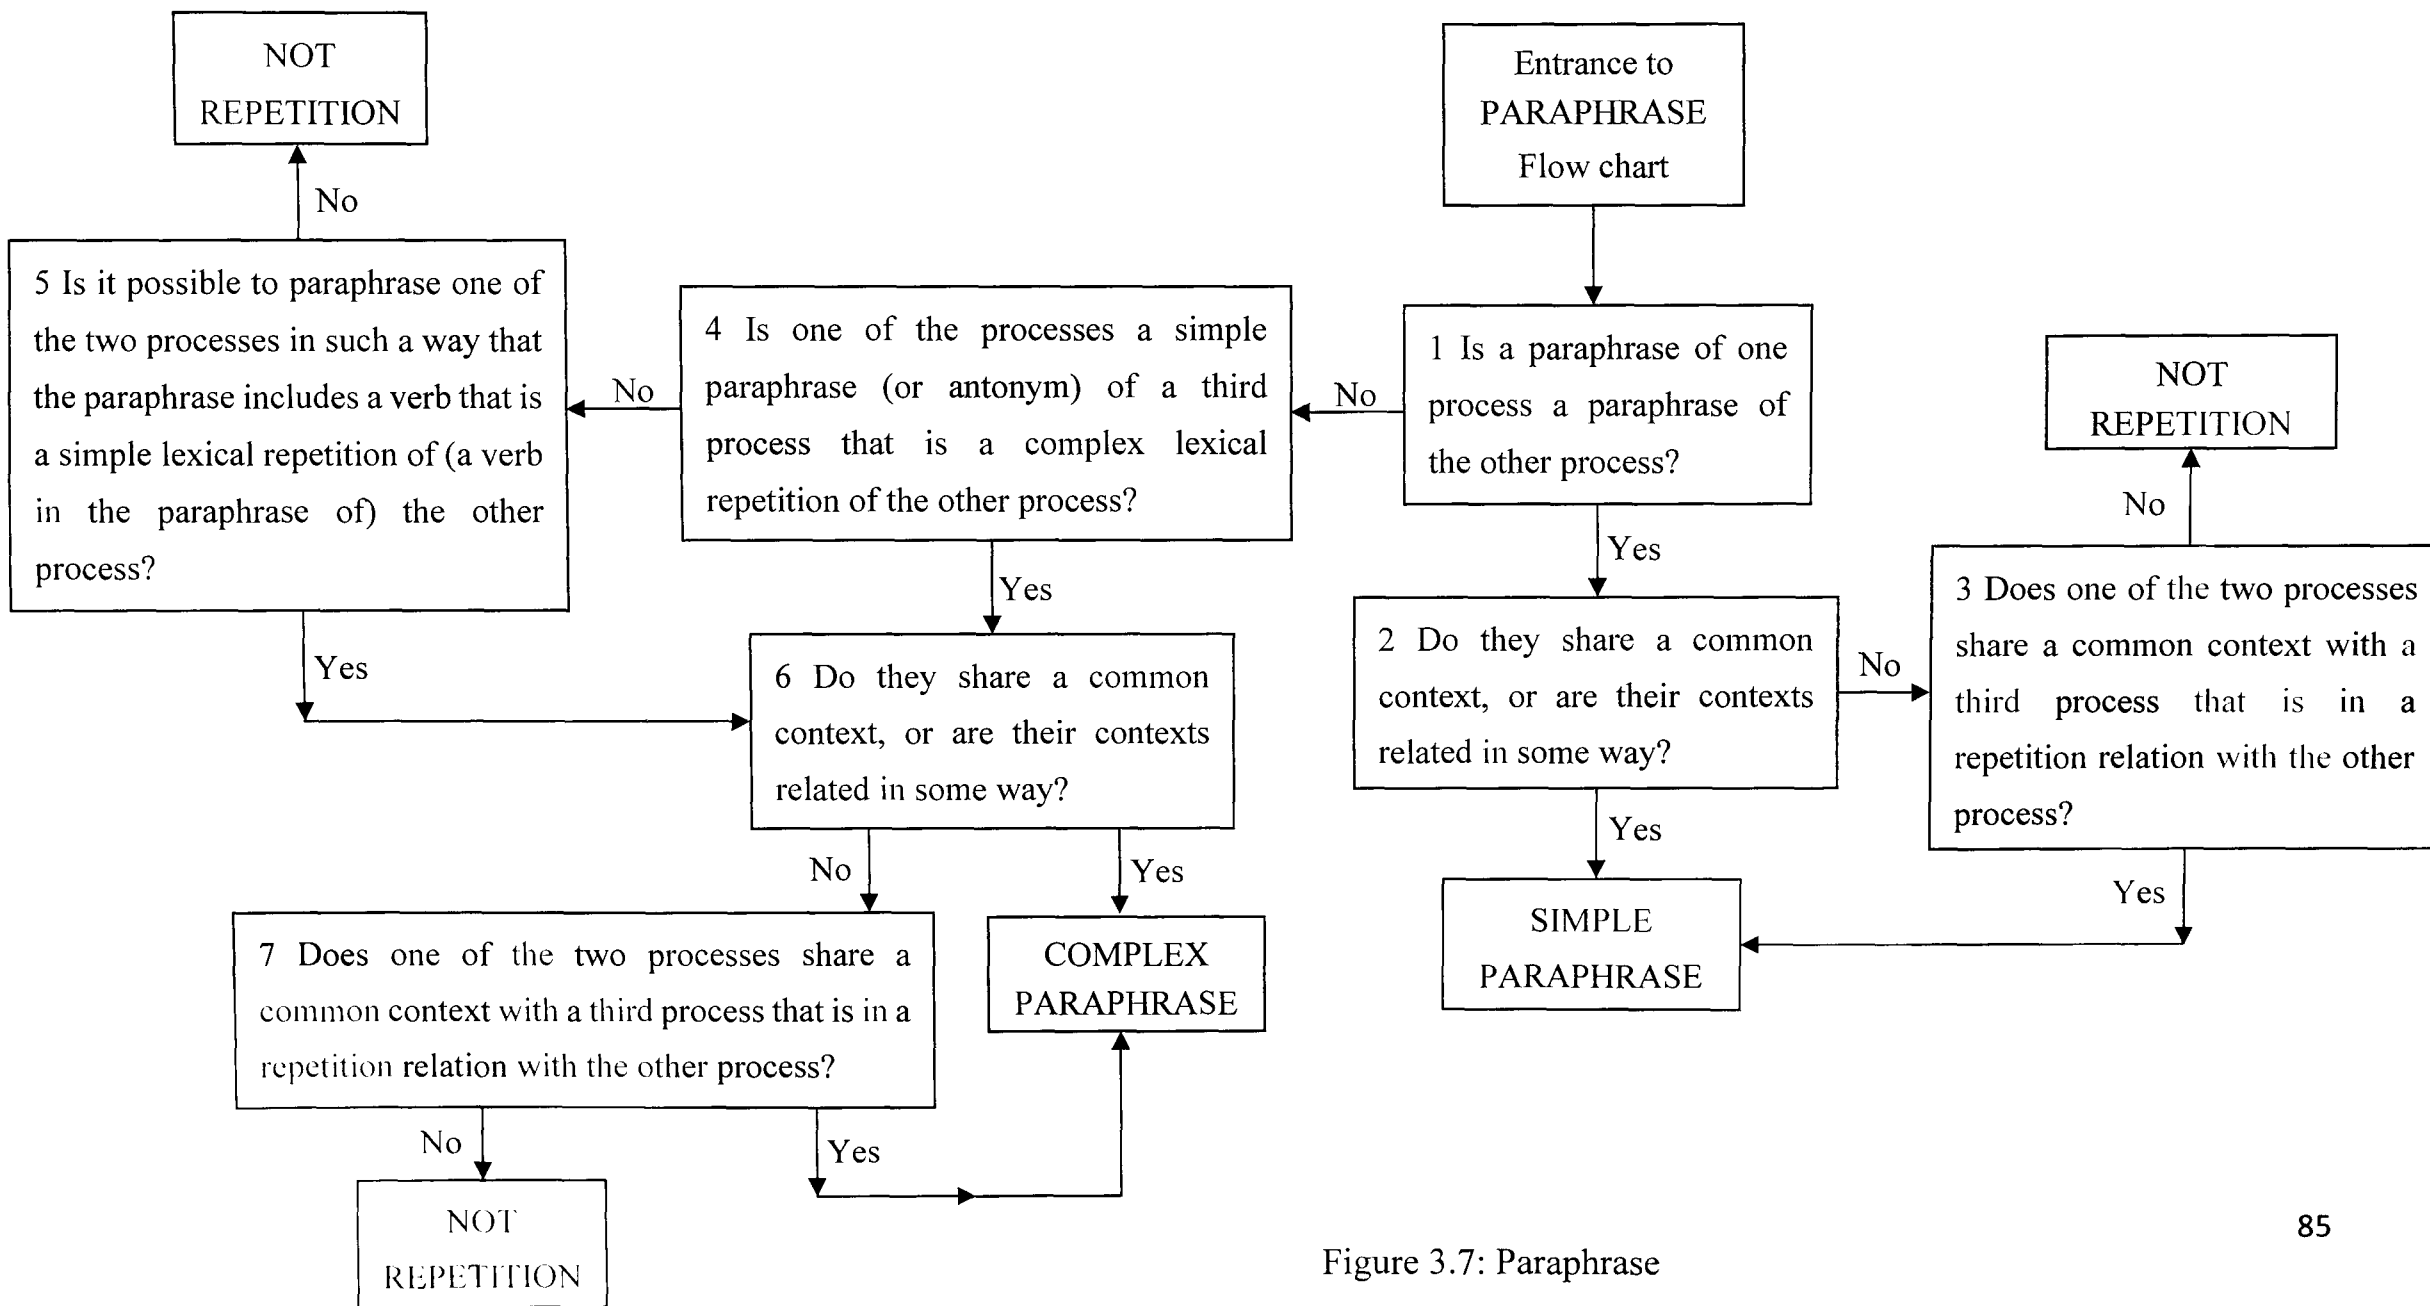 Entrance to
PARAPHRASE
Flow chart
1 Is a paraphrase of one
process a paraphrase of
the other process?
Yes
No
2 Do they share a common
context, or are their contexts
related in some way?
No
Yes
3 Does one of the two processes
share a common context with a
third process that is in a
repetition relation with the other
process?
No
Yes
NOT
REPETITION
SIMPLE
PARAPHRASE
4 Is one of the processes a simple
paraphrase (or antonym) of a third
process that is a complex lexical
repetition of the other process?
No
Yes
5 Is it possible to paraphrase one of
the two processes in such a way that
the paraphrase includes a verb that is
a simple lexical repetition of (a verb
in the paraphrase of) the other
process?
No
Yes
NOT
REPETITION
6 Do they share a common
context, or are their contexts
related in some way?
No
Yes
7 Does one of the two processes share a
common context with a third process that is in a
repetition relation with the other process?
No
Yes
COMPLEX
PARAPHRASE
NOT
REPETITION
85
Figure 3.7: Paraphrase